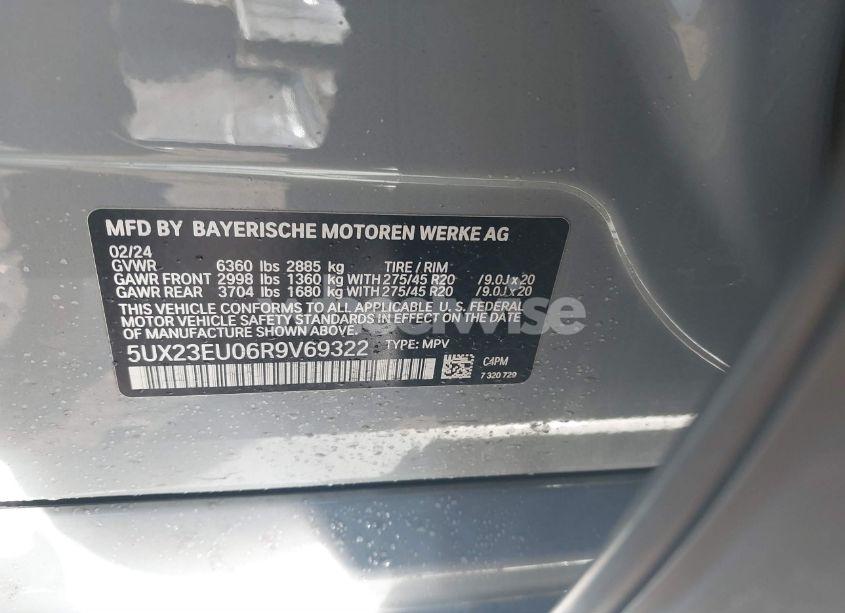 MFD BY BAYERISCHE MOTOREN WERKE AG
02/24
GVWR 6360 lbs 2885 kg TIRE / RIM
GAWR FRONT 2998 lbs 1360 kg WITH 275/45 R20 /9.0J x 20
GAWR REAR 3704 lbs 1680 kg WITH 275/45 R20 /9.0J x 20
THIS VEHICLE CONFORMS TO ALL APPLICABLE U.S. FEDERAL
MOTOR VEHICLE SAFETY STANDARDS IN EFFECT ON THE DATE
OF MANUFACTURE SHOWN ABOVE.
5UX23EU06R9V69322 TYPE: MPV
C4PM
7 320 729